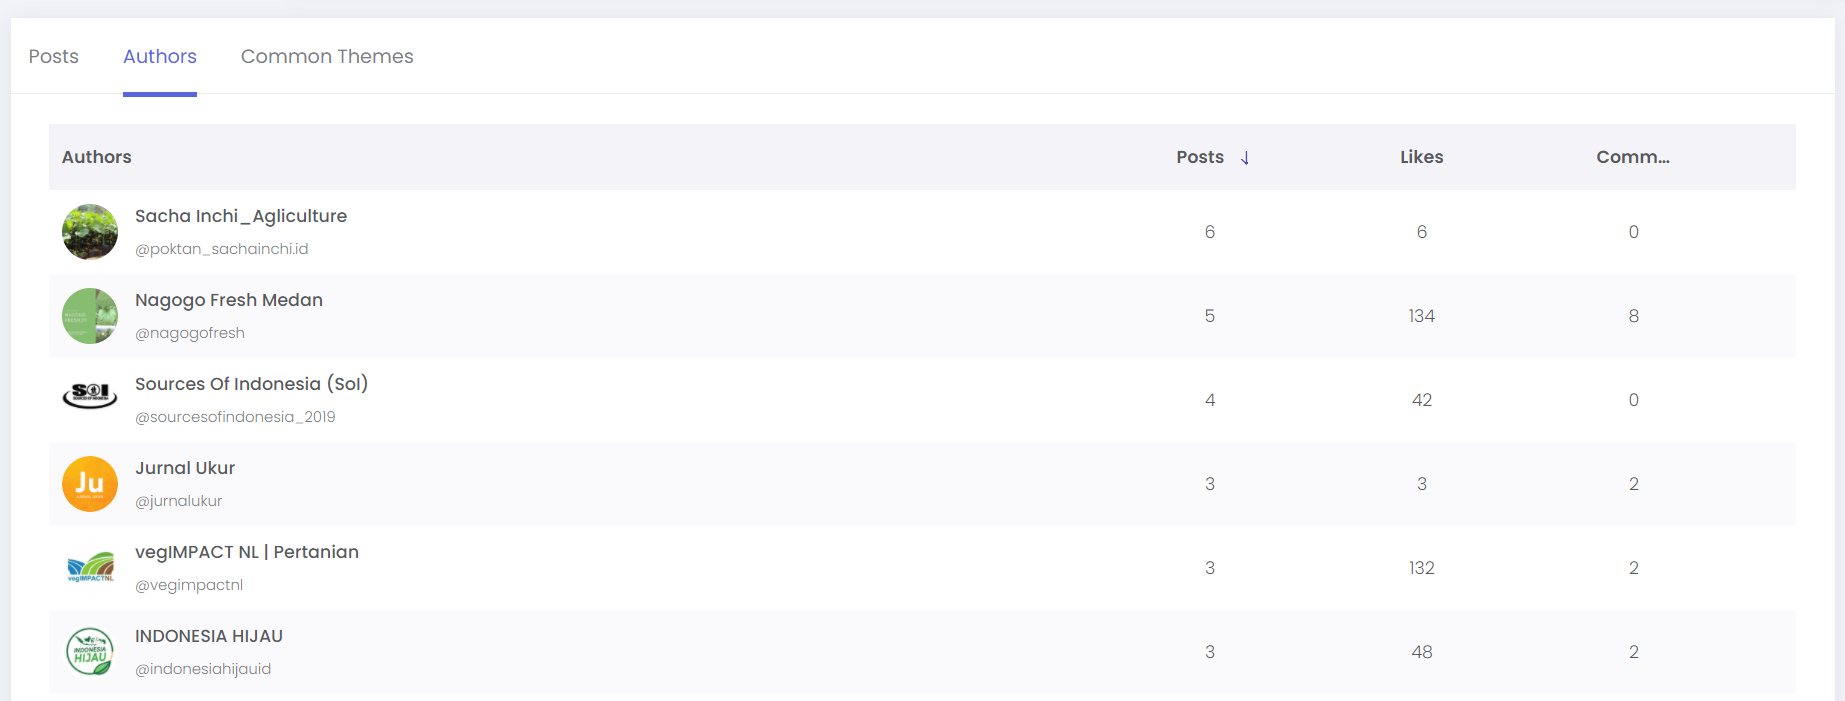 Posts Authors Common Themes
Authors Posts ↓ Likes Comm...
Sacha Inchi_Agliculture
@poktan_sachainchi.id
6 6 0
Nagogo Fresh Medan
@nagogofresh
5 134 8
SOI
Sources Of Indonesia (SoI)
@sourcesofindonesia_2019
4 42 0
Ju
JURNAL UKUR
Jurnal Ukur
@jurnalukur
3 3 2
vegIMPACTNL
vegIMPACT NL | Pertanian
@vegimpactnl
3 132 2
INDONESIA
HIJAU
INDONESIA HIJAU
@indonesiahijauid
3 48 2